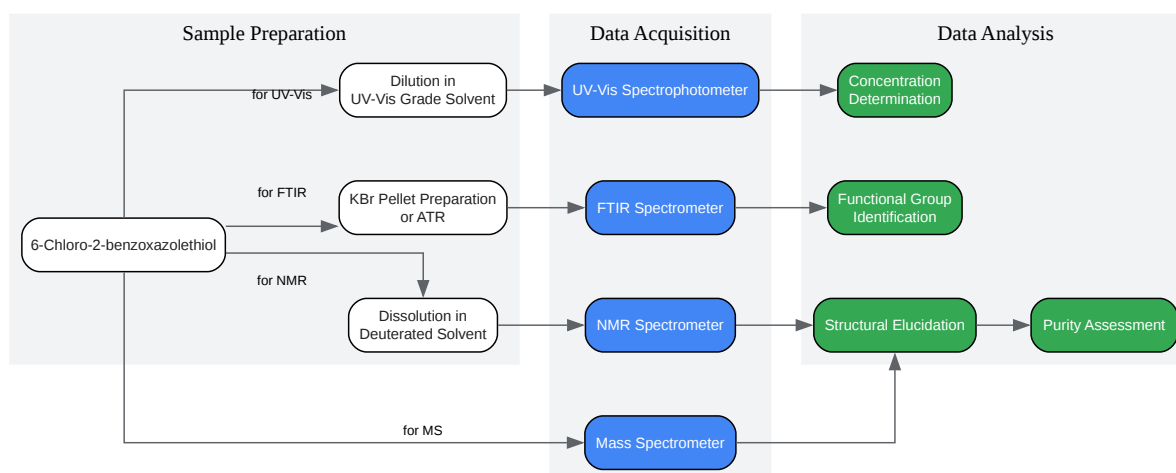 Sample Preparation
Data Acquisition
Data Analysis
for UV-Vis
Dilution in
UV-Vis Grade Solvent
UV-Vis Spectrophotometer
Concentration
Determination
for FTIR
KBr Pellet Preparation
or ATR
FTIR Spectrometer
Functional Group
Identification
6-Chloro-2-benzoxazolethiol
for NMR
Dissolution in
Deuterated Solvent
NMR Spectrometer
Structural Elucidation
Purity Assessment
for MS
Mass Spectrometer